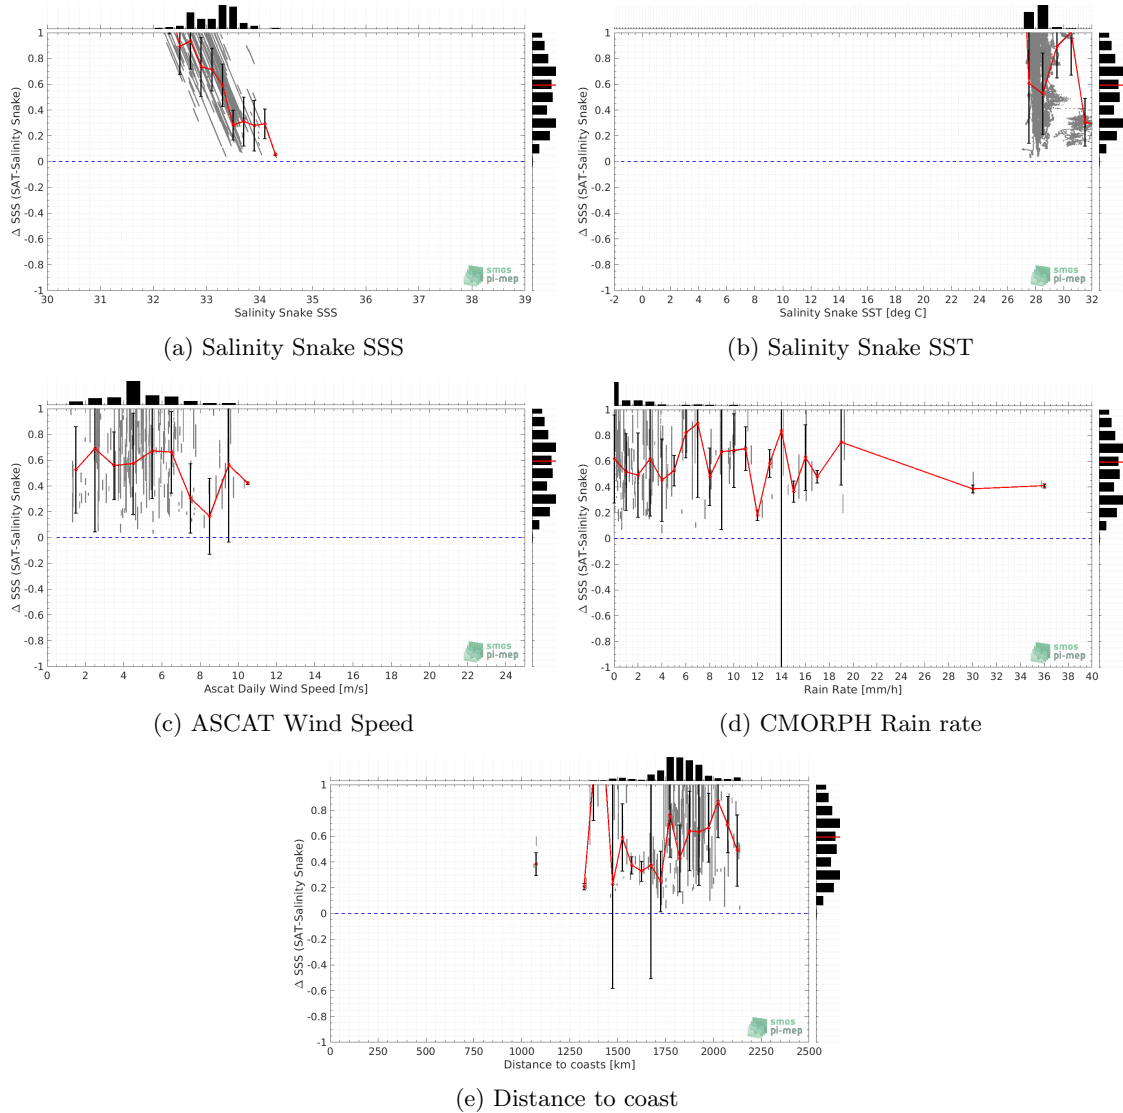 Δ SSS (SAT-Salinity Snake)
1
0.8
0.6
0.4
0.2
0
-0.2
-0.4
-0.6
-0.8
-1
30 31 32 33 34 35 36 37 38 39
Salinity Snake SSS
smos
pi-mep
(a) Salinity Snake SSS
Δ SSS (SAT-Salinity Snake)
1
0.8
0.6
0.4
0.2
0
-0.2
-0.4
-0.6
-0.8
-1
-2 0 2 4 6 8 10 12 14 16 18 20 22 24 26 28 30 32
Salinity Snake SST [deg C]
smos
pi-mep
(b) Salinity Snake SST
Δ SSS (SAT-Salinity Snake)
1
0.8
0.6
0.4
0.2
0
-0.2
-0.4
-0.6
-0.8
-1
0 2 4 6 8 10 12 14 16 18 20 22 24
Ascat Daily Wind Speed [m/s]
smos
pi-mep
(c) ASCAT Wind Speed
Δ SSS (SAT-Salinity Snake)
1
0.8
0.6
0.4
0.2
0
-0.2
-0.4
-0.6
-0.8
-1
0 2 4 6 8 10 12 14 16 18 20 22 24 26 28 30 32 34 36 38 40
Rain Rate [mm/h]
smos
pi-mep
(d) CMORPH Rain rate
Δ SSS (SAT-Salinity Snake)
1
0.8
0.6
0.4
0.2
0
-0.2
-0.4
-0.6
-0.8
-1
0 250 500 750 1000 1250 1500 1750 2000 2250 2500
Distance to coasts [km]
smos
pi-mep
(e) Distance to coast